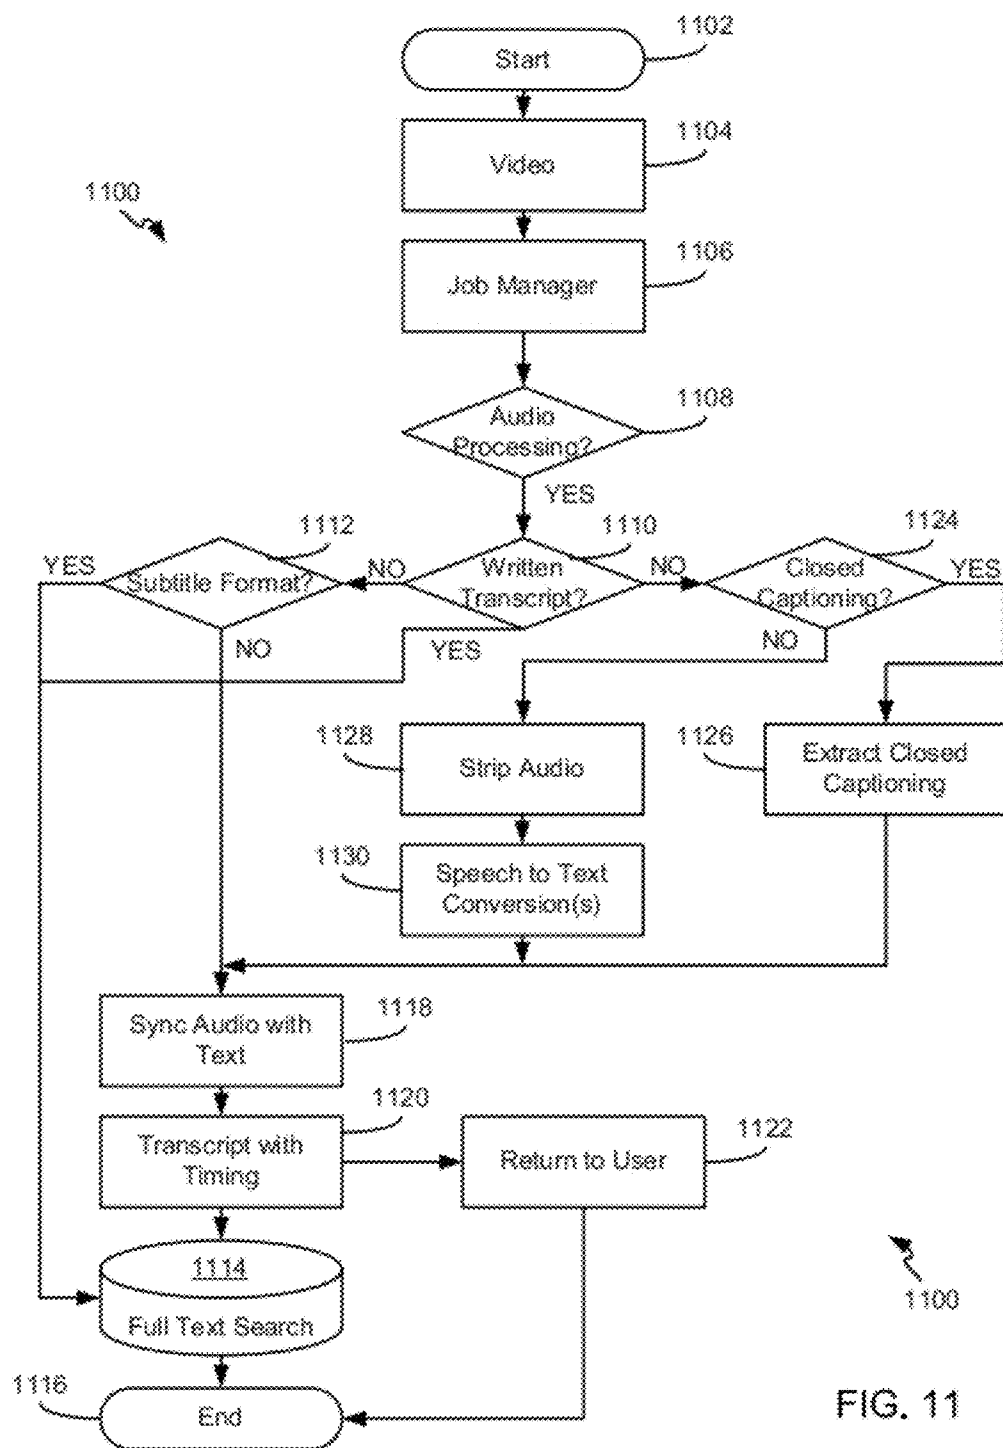 1102
Start
1104
Video
1100
1106
Job Manager
1108
Audio
Processing?
YES
1112
1110
1124
YES
Subtitle Format?
NO
Written
Transcript?
NO
Closed
Captioning?
YES
NO
YES
NO
1128
Strip Audio
1126
Extract Closed
Captioning
1130
Speech to Text
Conversion(s)
Sync Audio with
Text
1118
1120
Transcript with
Timing
Return to User
1122
1114
Full Text Search
1100
1116
End
FIG. 11